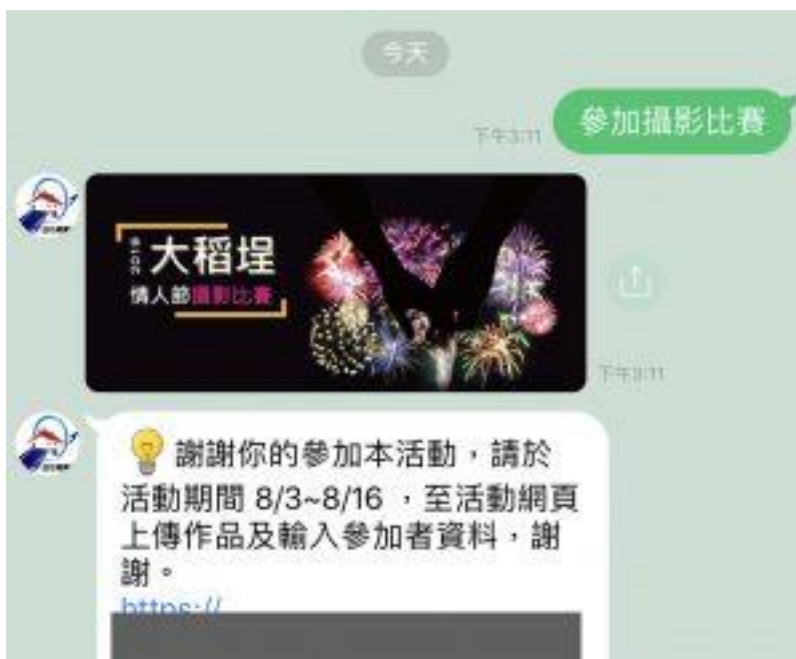 今天
參加攝影比賽
下午3:11
大稻埕
情人節攝影比賽
下午3:11
謝謝你的參加本活動，請於
活動期間 8/3~8/16 ，至活動網頁
上傳作品及輸入參加者資料，謝
謝。
https://